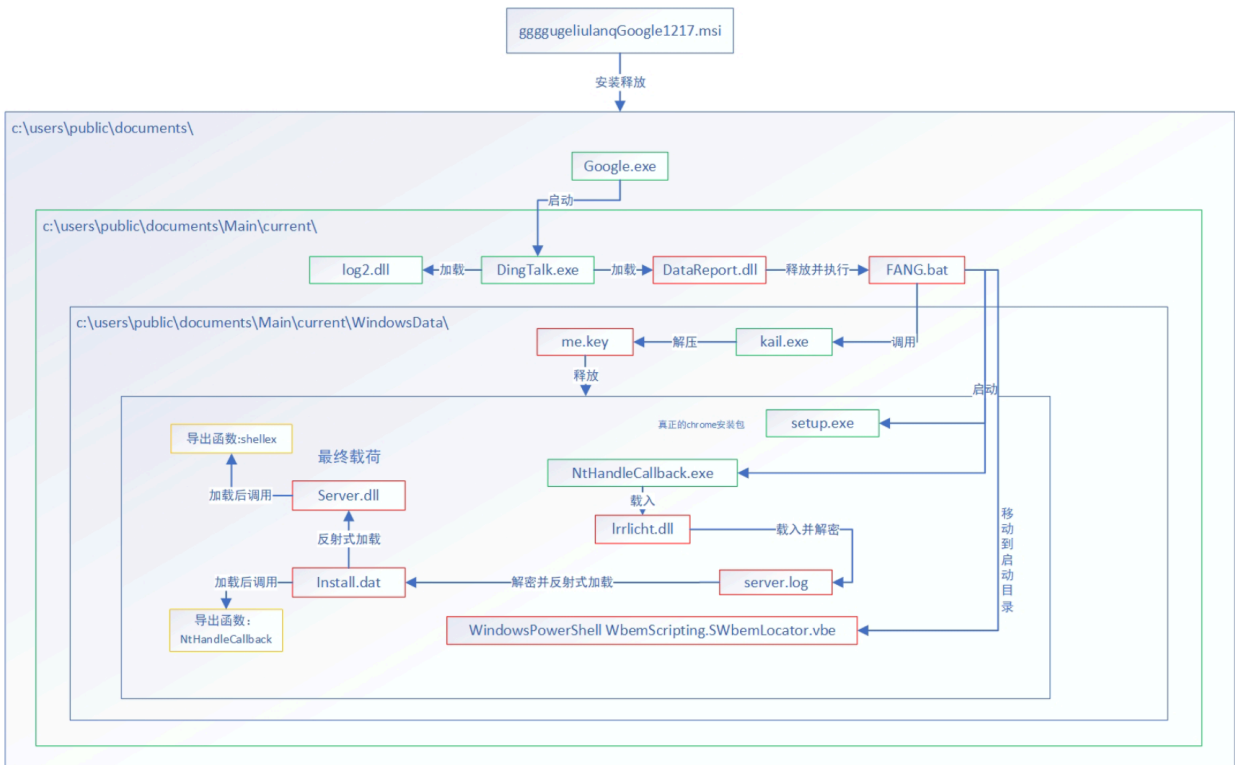 ggggugeliulanqGoogle1217.msi
安装释放
c:\users\public\documents\
Google.exe
启动
c:\users\public\documents\Main\current\
log2.dll
加载
DingTalk.exe
加载
DataReport.dll
释放并执行
FANG.bat
c:\users\public\documents\Main\current\WindowsData\
me.key
解压
kail.exe
调用
释放
启动
真正的chrome安装包
setup.exe
导出函数:shellex
最终载荷
NtHandleCallback.exe
加载后调用
Server.dll
载入
反射式加载
lrrlicht.dll
载入并解密
移动到启动目录
加载后调用
Install.dat
解密并反射式加载
server.log
导出函数：
NtHandleCallback
WindowsPowerShell WbemScripting.SWbemLocator.vbe